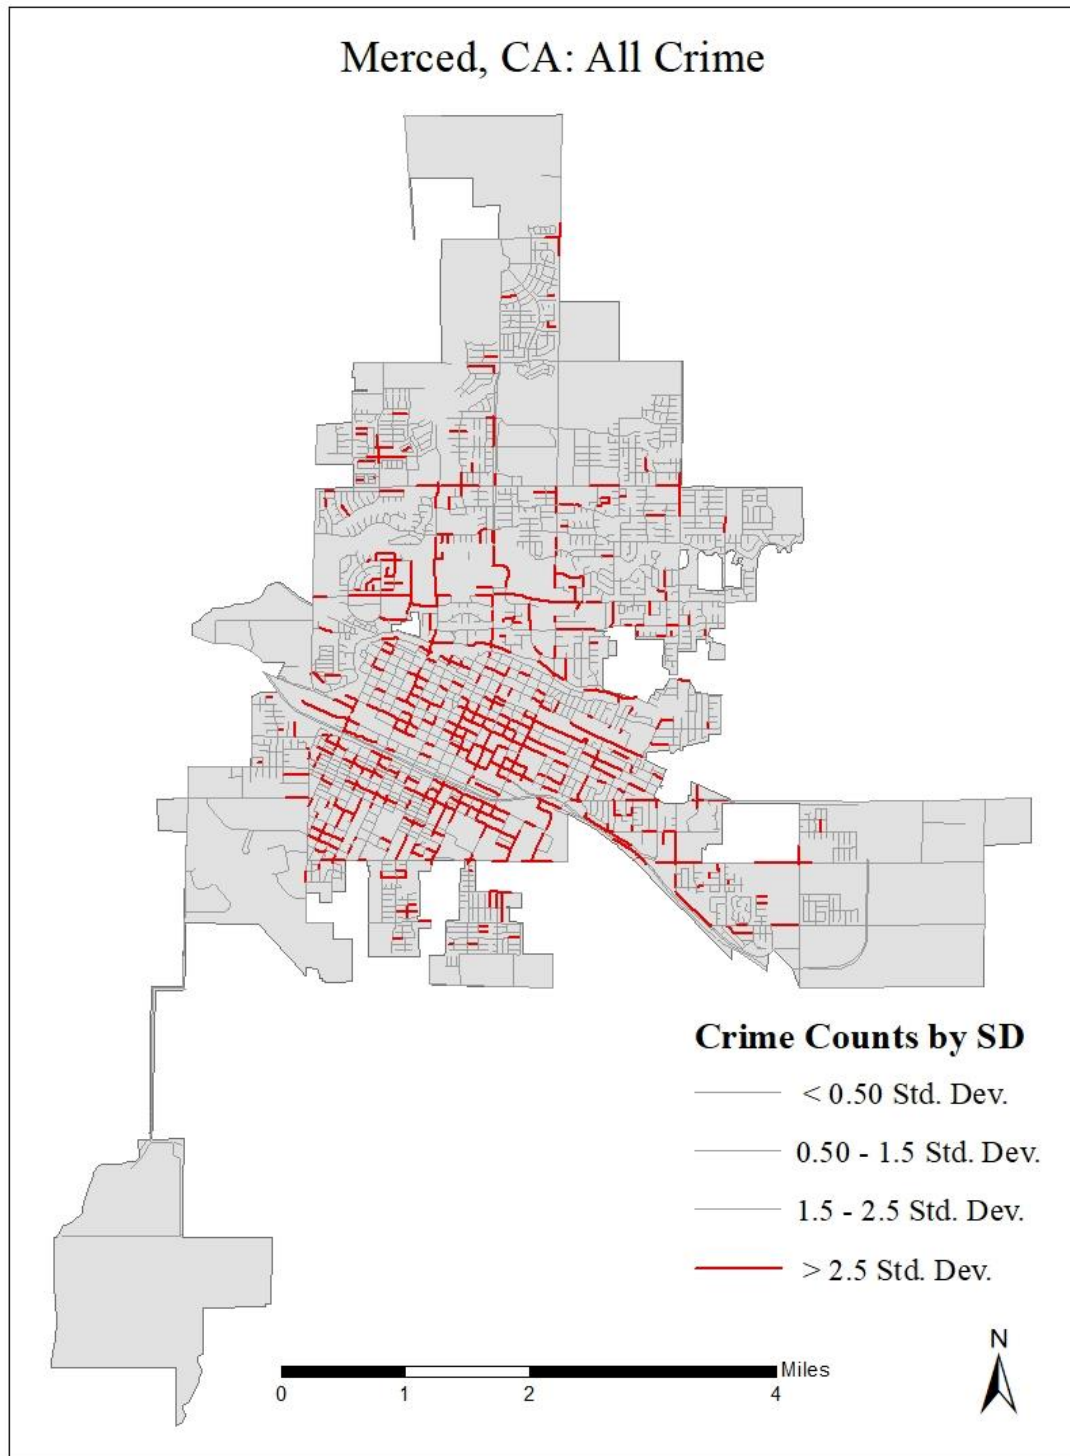 Merced, CA: All Crime
Crime Counts by SD
< 0.50 Std. Dev.
0.50 - 1.5 Std. Dev.
1.5 - 2.5 Std. Dev.
> 2.5 Std. Dev.
N
Miles
0 1 2 4